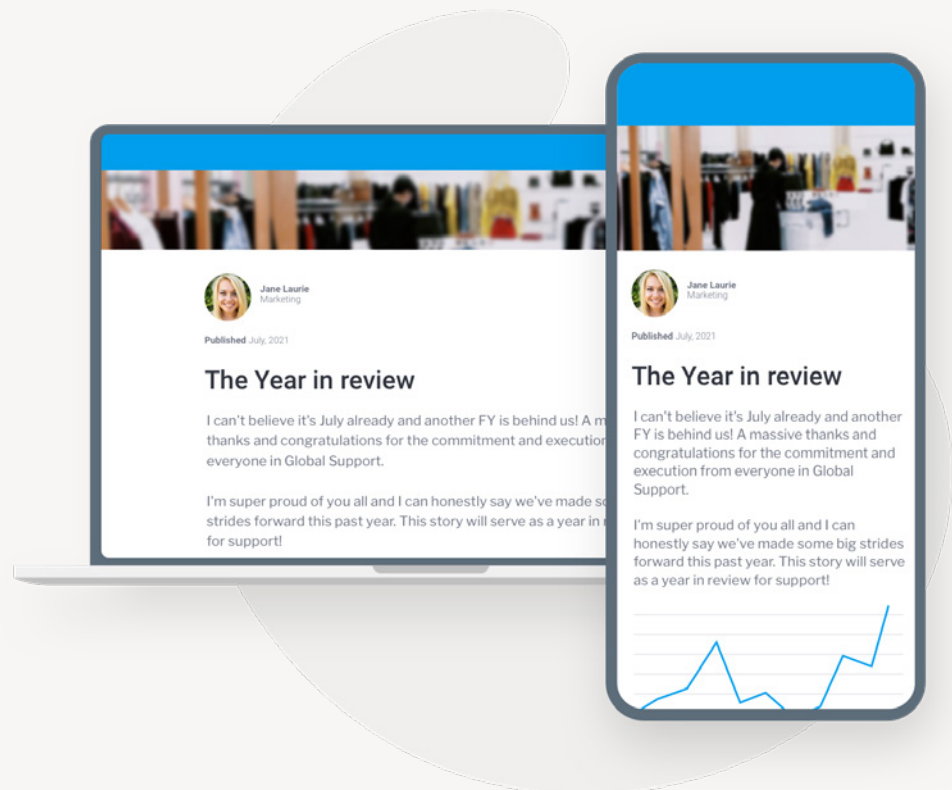 Jane Laurie
Marketing
Published July, 2021
The Year in review
I can't believe it's July already and another FY is behind us! A m
thanks and congratulations for the commitment and execution
everyone in Global Support.
I'm super proud of you all and I can honestly say we've made so
strides forward this past year. This story will serve as a year in r
for support!
Jane Laurie
Marketing
Published July, 2021
The Year in review
I can't believe it's July already and another
FY is behind us! A massive thanks and
congratulations for the commitment and
execution from everyone in Global
Support.
I'm super proud of you all and I can
honestly say we've made some big strides
forward this past year. This story will serve
as a year in review for support!